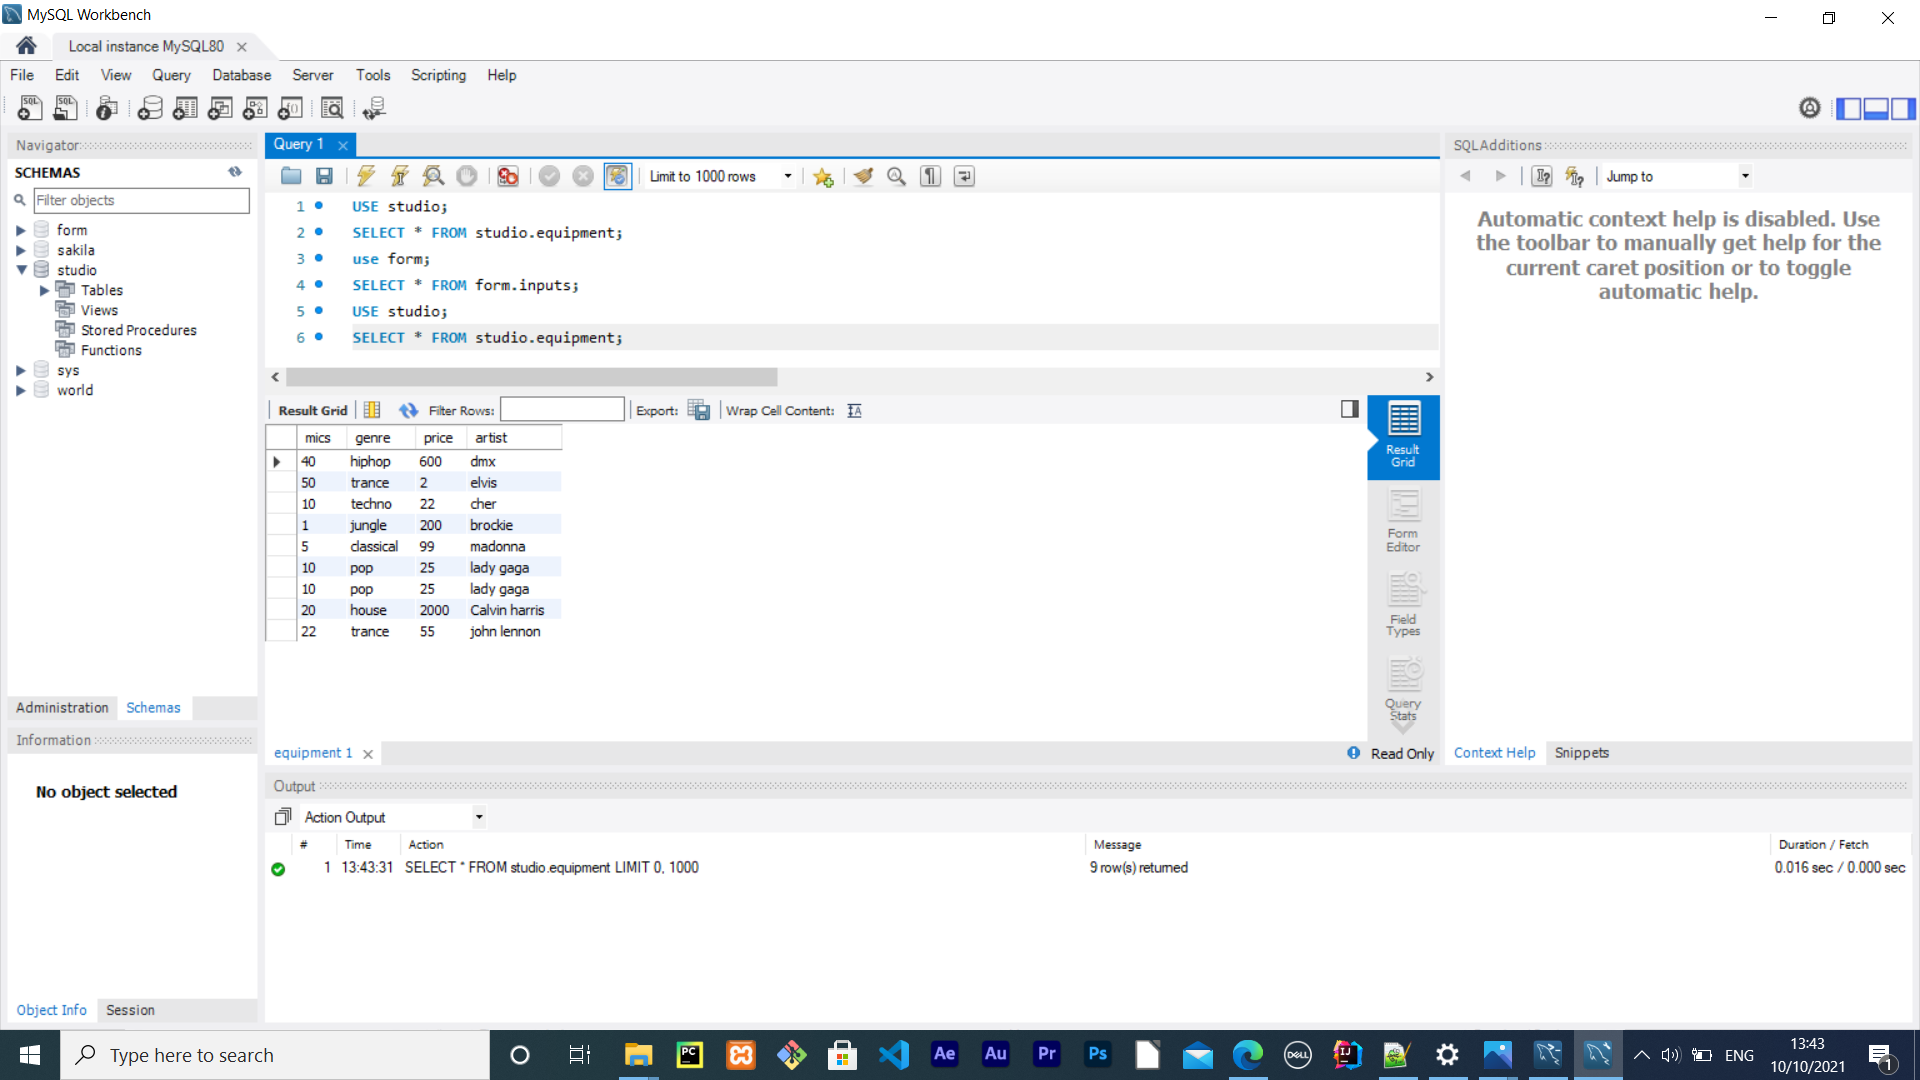 MySQL Workbench
Local instance MySQL80
File Edit View Query Database Server Tools Scripting Help
Navigator
SCHEMAS
Filter objects
form
sakila
studio
Tables
Views
Stored Procedures
Functions
sys
world
Administration Schemas
Information
No object selected
Object Info Session
Query 1
Limit to 1000 rows
1 USE studio;
2 SELECT * FROM studio.equipment;
3 use form;
4 SELECT * FROM form.inputs;
5 USE studio;
6 SELECT * FROM studio.equipment;
Result Grid Filter Rows: Export: Wrap Cell Content:
mics genre price artist
40 hiphop 600 dmx
50 trance 2 elvis
10 techno 22 cher
1 jungle 200 brockie
5 classical 99 madonna
10 pop 25 lady gaga
10 pop 25 lady gaga
20 house 2000 Calvin harris
22 trance 55 john lennon
Result
Grid
Form
Editor
Field
Types
Query
Stats
equipment 1
Read Only
SQLAdditions
Jump to
Automatic context help is disabled. Use
the toolbar to manually get help for the
current caret position or to toggle
automatic help.
Context Help Snippets
Output
Action Output
# Time Action Message Duration / Fetch
1 13:43:31 SELECT * FROM studio.equipment LIMIT 0, 1000 9 row(s) returned 0.016 sec / 0.000 sec
Type here to search
PC
Ae
Au
Pr
Ps
DELL
IJ
ENG
13:43
10/10/2021
1